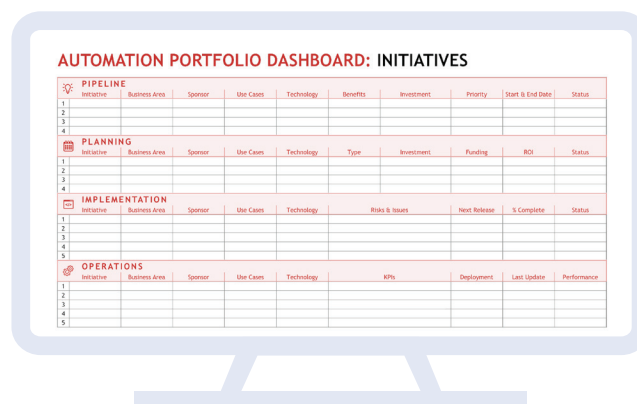 AUTOMATION PORTFOLIO DASHBOARD: INITIATIVES
PIPELINE
Initiative Business Area Sponsor Use Cases Technology Benefits Investment Priority Start & End Date Status
1
2
3
4
PLANNING
Initiative Business Area Sponsor Use Cases Technology Type Investment Funding ROI Status
1
2
3
4
IMPLEMENTATION
Initiative Business Area Sponsor Use Cases Technology Risks & Issues Next Release % Complete Status
1
2
3
4
5
OPERATIONS
Initiative Business Area Sponsor Use Cases Technology KPIs Deployment Last Update Performance
1
2
3
4
5